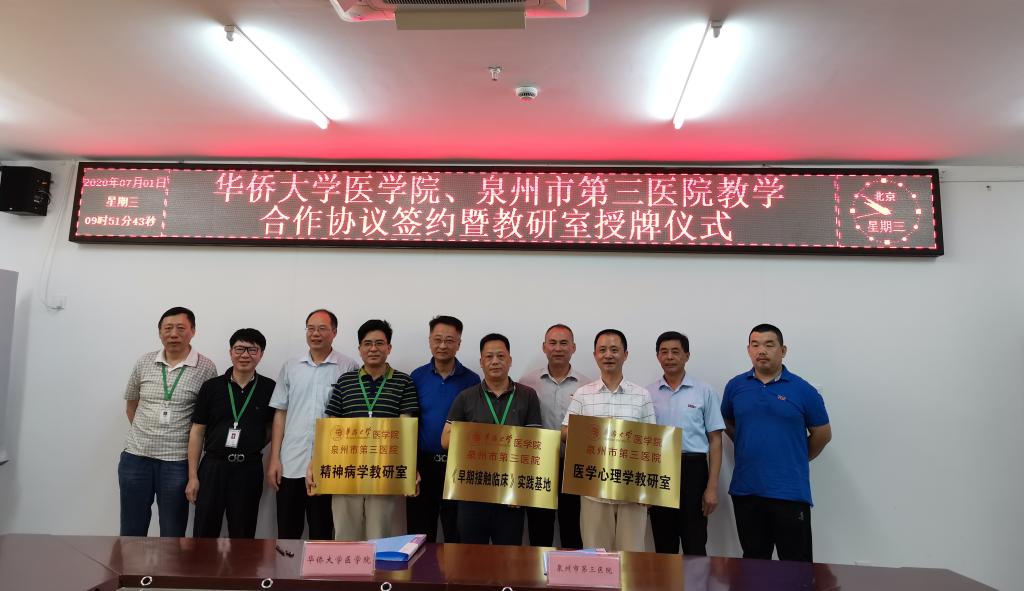 2020年07月01日
星期三
09时51分43秒
华侨大学医学院、泉州市第三医院教学
合作协议签约暨教研室授牌仪式
北京
星期三
华侨大学医学院
泉州市第三医院
精神病学教研室
华侨大学医学院
泉州市第三医院
《早期接触临床》实践基地
华侨大学医学院
泉州市第三医院
医学心理学教研室
华侨大学医学院
泉州市第三医院